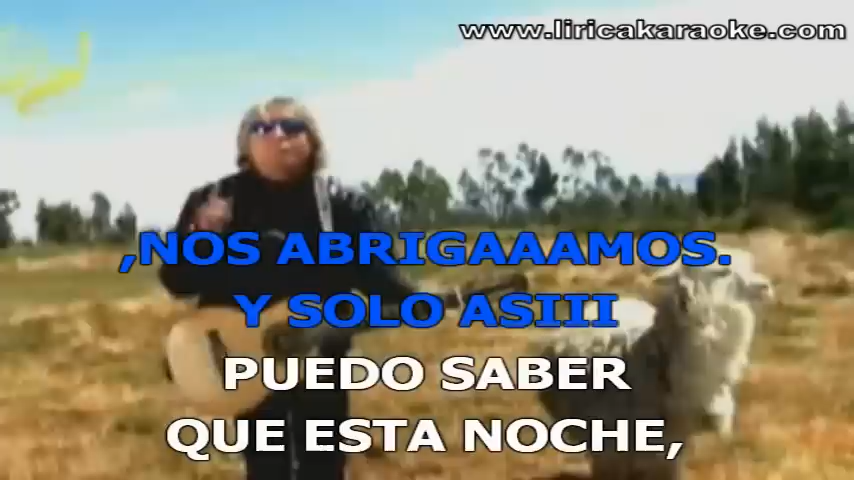 www.liricakaraoke.com
,NOS ABRIGAAAMOS.
Y SOLO ASIII
PUEDO SABER
QUE ESTA NOCHE,